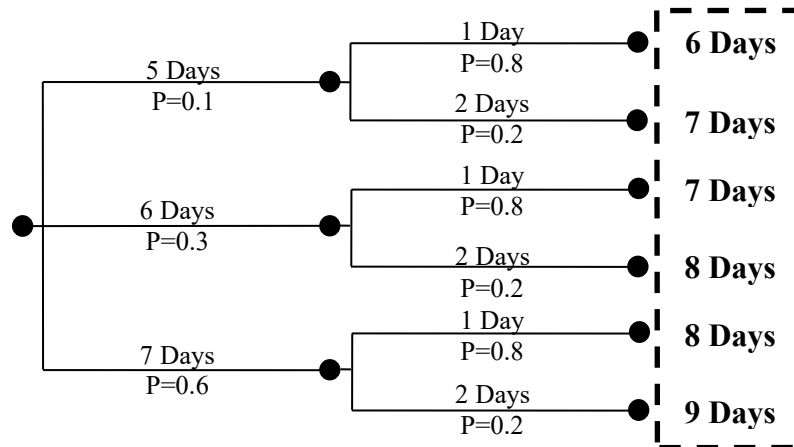 1 Day
P=0.8
6 Days
5 Days
P=0.1
2 Days
P=0.2
7 Days
1 Day
P=0.8
7 Days
6 Days
P=0.3
2 Days
P=0.2
8 Days
1 Day
P=0.8
8 Days
7 Days
P=0.6
2 Days
P=0.2
9 Days